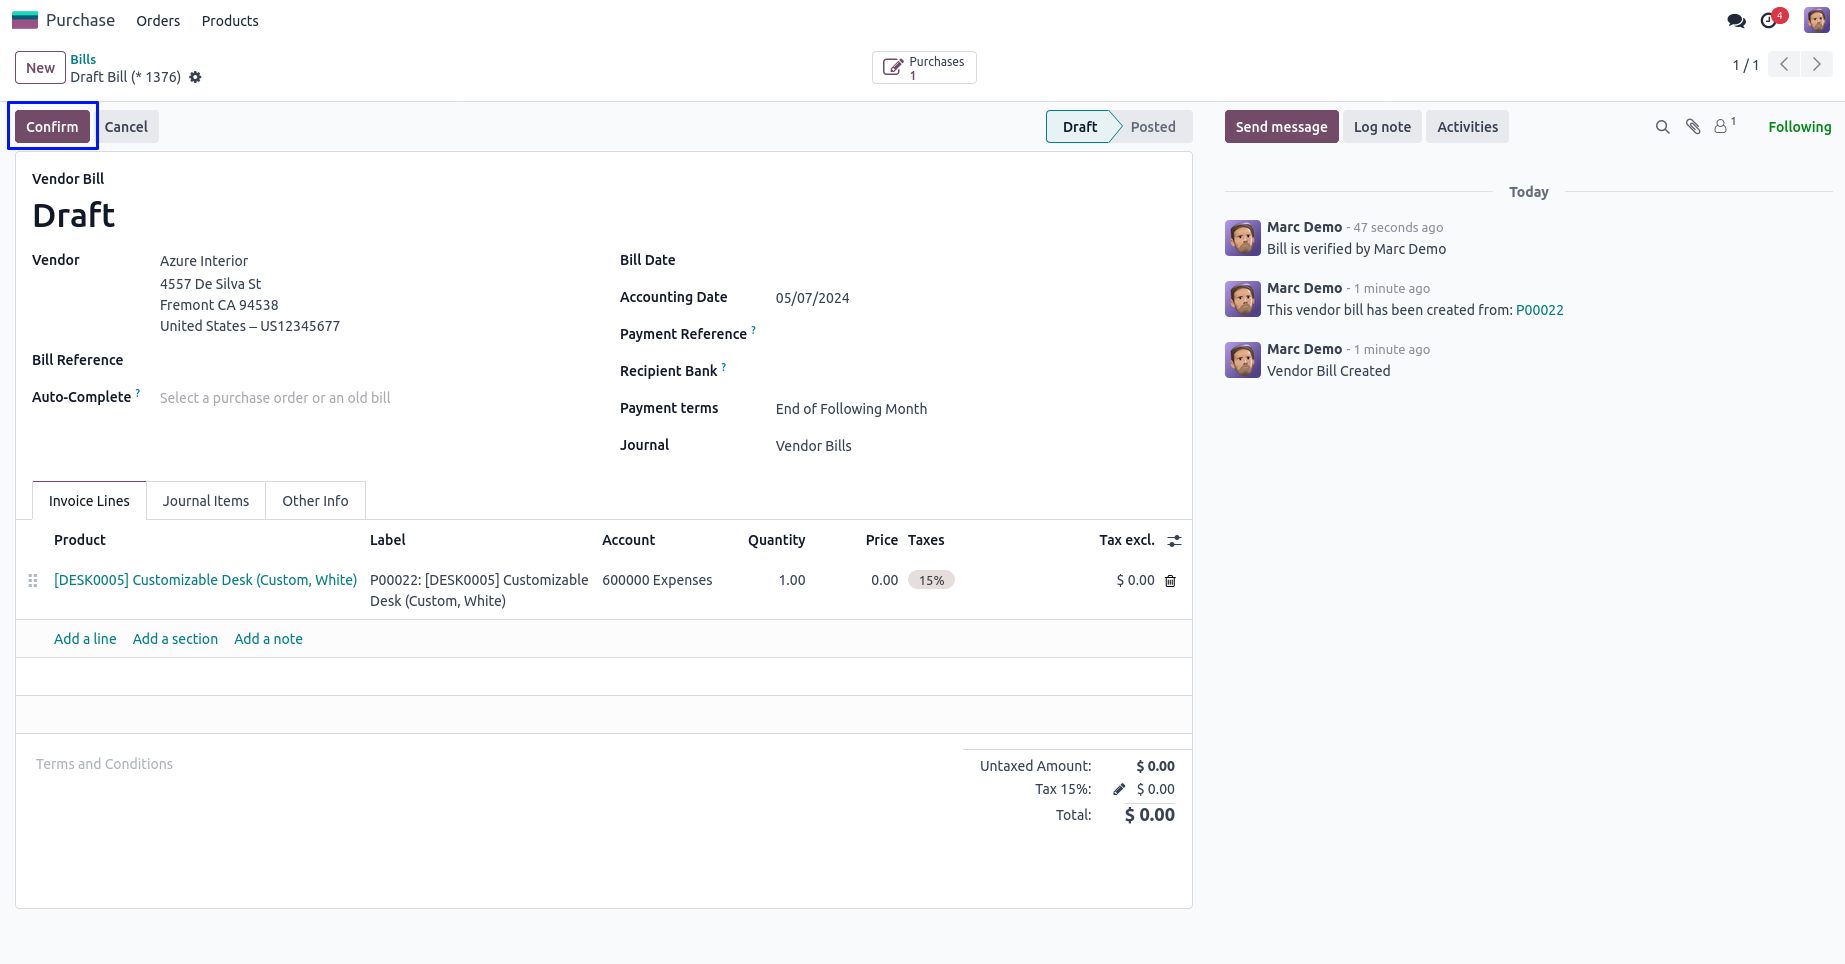 Purchase Orders Products
4
New
Bills
Draft Bill (* 1376)
Purchases
1
1 / 1
Confirm Cancel
Draft Posted
Send message Log note Activities
1
Following
Vendor Bill
Draft
Vendor
Azure Interior
4557 De Silva St
Fremont CA 94538
United States – US12345677
Bill Reference
Auto-Complete ?
Select a purchase order or an old bill
Bill Date
Accounting Date 05/07/2024
Payment Reference ?
Recipient Bank ?
Payment terms End of Following Month
Journal Vendor Bills
Invoice Lines Journal Items Other Info
Product Label Account Quantity Price Taxes Tax excl.
[DESK0005] Customizable Desk (Custom, White) P00022: [DESK0005] Customizable 600000 Expenses 1.00 0.00 15% $ 0.00
Desk (Custom, White)
Add a line Add a section Add a note
Terms and Conditions
Untaxed Amount: $ 0.00
Tax 15%: $ 0.00
Total: $ 0.00
Today
Marc Demo - 47 seconds ago
Bill is verified by Marc Demo
Marc Demo - 1 minute ago
This vendor bill has been created from: P00022
Marc Demo - 1 minute ago
Vendor Bill Created